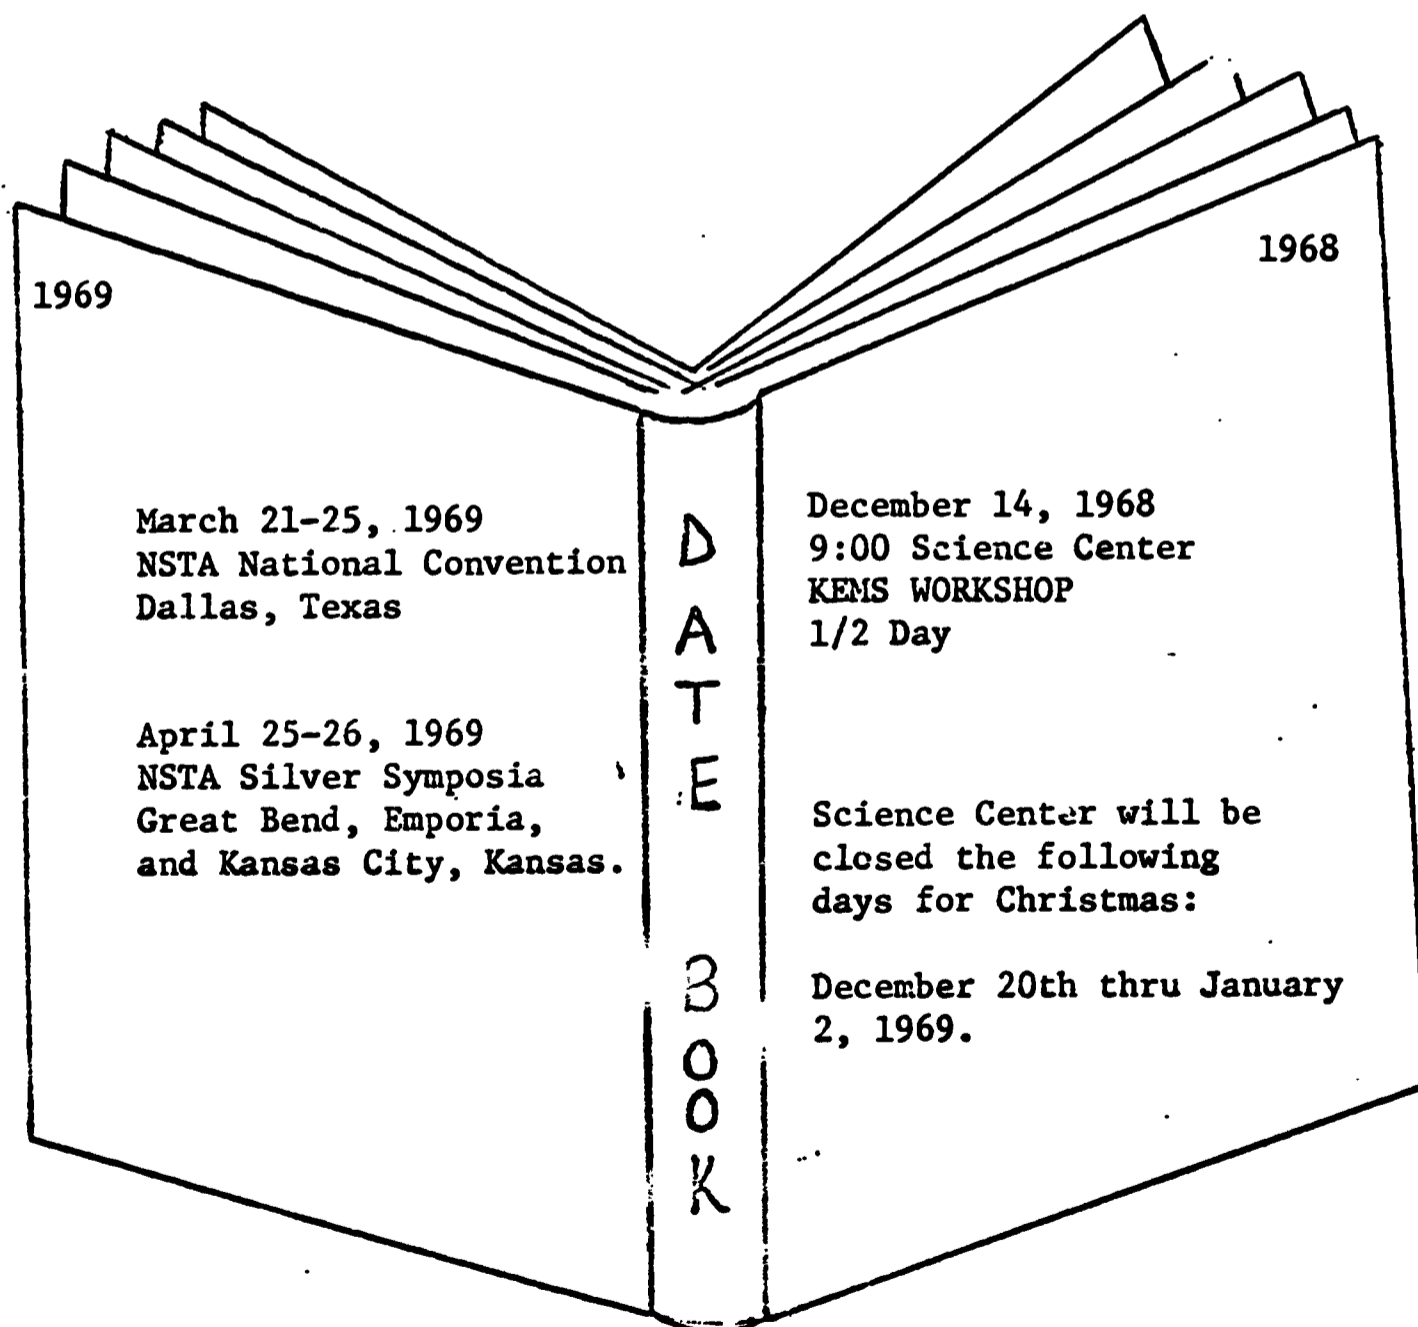 1969
March 21-25, 1969
NSTA National Convention
Dallas, Texas
April 25-26, 1969
NSTA Silver Symposia
Great Bend, Emporia,
and Kansas City, Kansas.
DATE BOOK
1968
December 14, 1968
9:00 Science Center
KEMS WORKSHOP
1/2 Day
Science Center will be
closed the following
days for Christmas:
December 20th thru January
2, 1969.